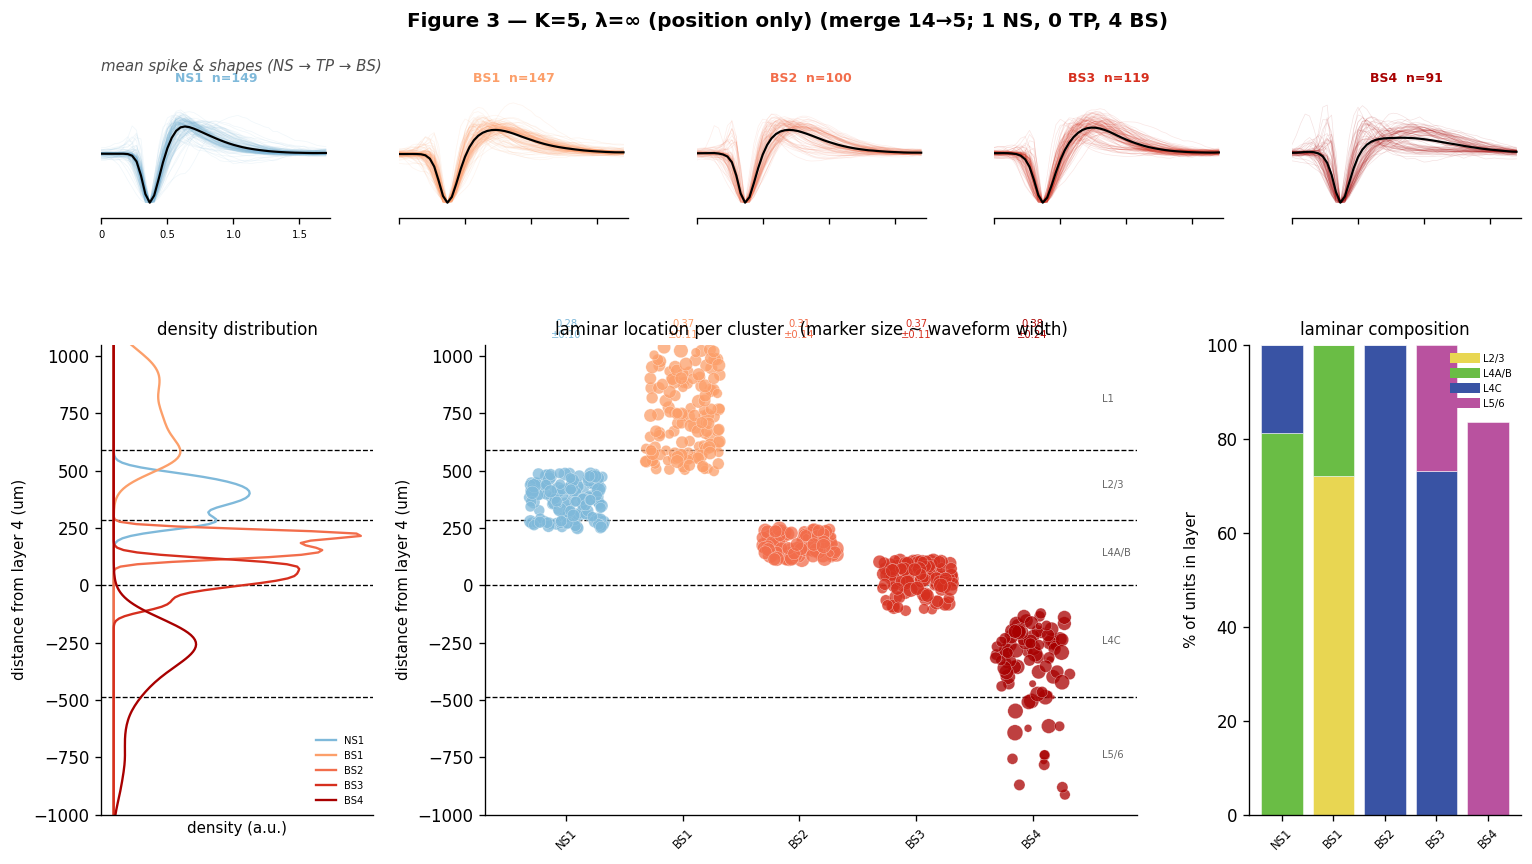 Figure 3 — K=5, λ=∞ (position only) (merge 14→5; 1 NS, 0 TP, 4 BS)
mean spike & shapes (NS → TP → BS)
NS1 n=149
BS1 n=147
BS2 n=100
BS3 n=119
BS4 n=91
0 0.5 1.0 1.5
density distribution
distance from layer 4 (um)
1000
750
500
250
0
−250
−500
−750
−1000
NS1
BS1
BS2
BS3
BS4
density (a.u.)
0.37
±0.11
laminar location per cluster (marker size ~ waveform width)
distance from layer 4 (um)
1000
750
500
250
0
−250
−500
−750
−1000
L1
L2/3
L4A/B
L4C
L5/6
NS1 BS1 BS2 BS3 BS4
laminar composition
% of units in layer
100
80
60
40
20
0
L2/3
L4A/B
L4C
L5/6
NS1 BS1 BS2 BS3 BS4